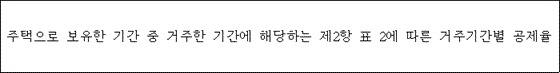 주택으로 보유한 기간 중 거주한 기간에 해당하는 제2항 표 2에 따른 거주기간별 공제율